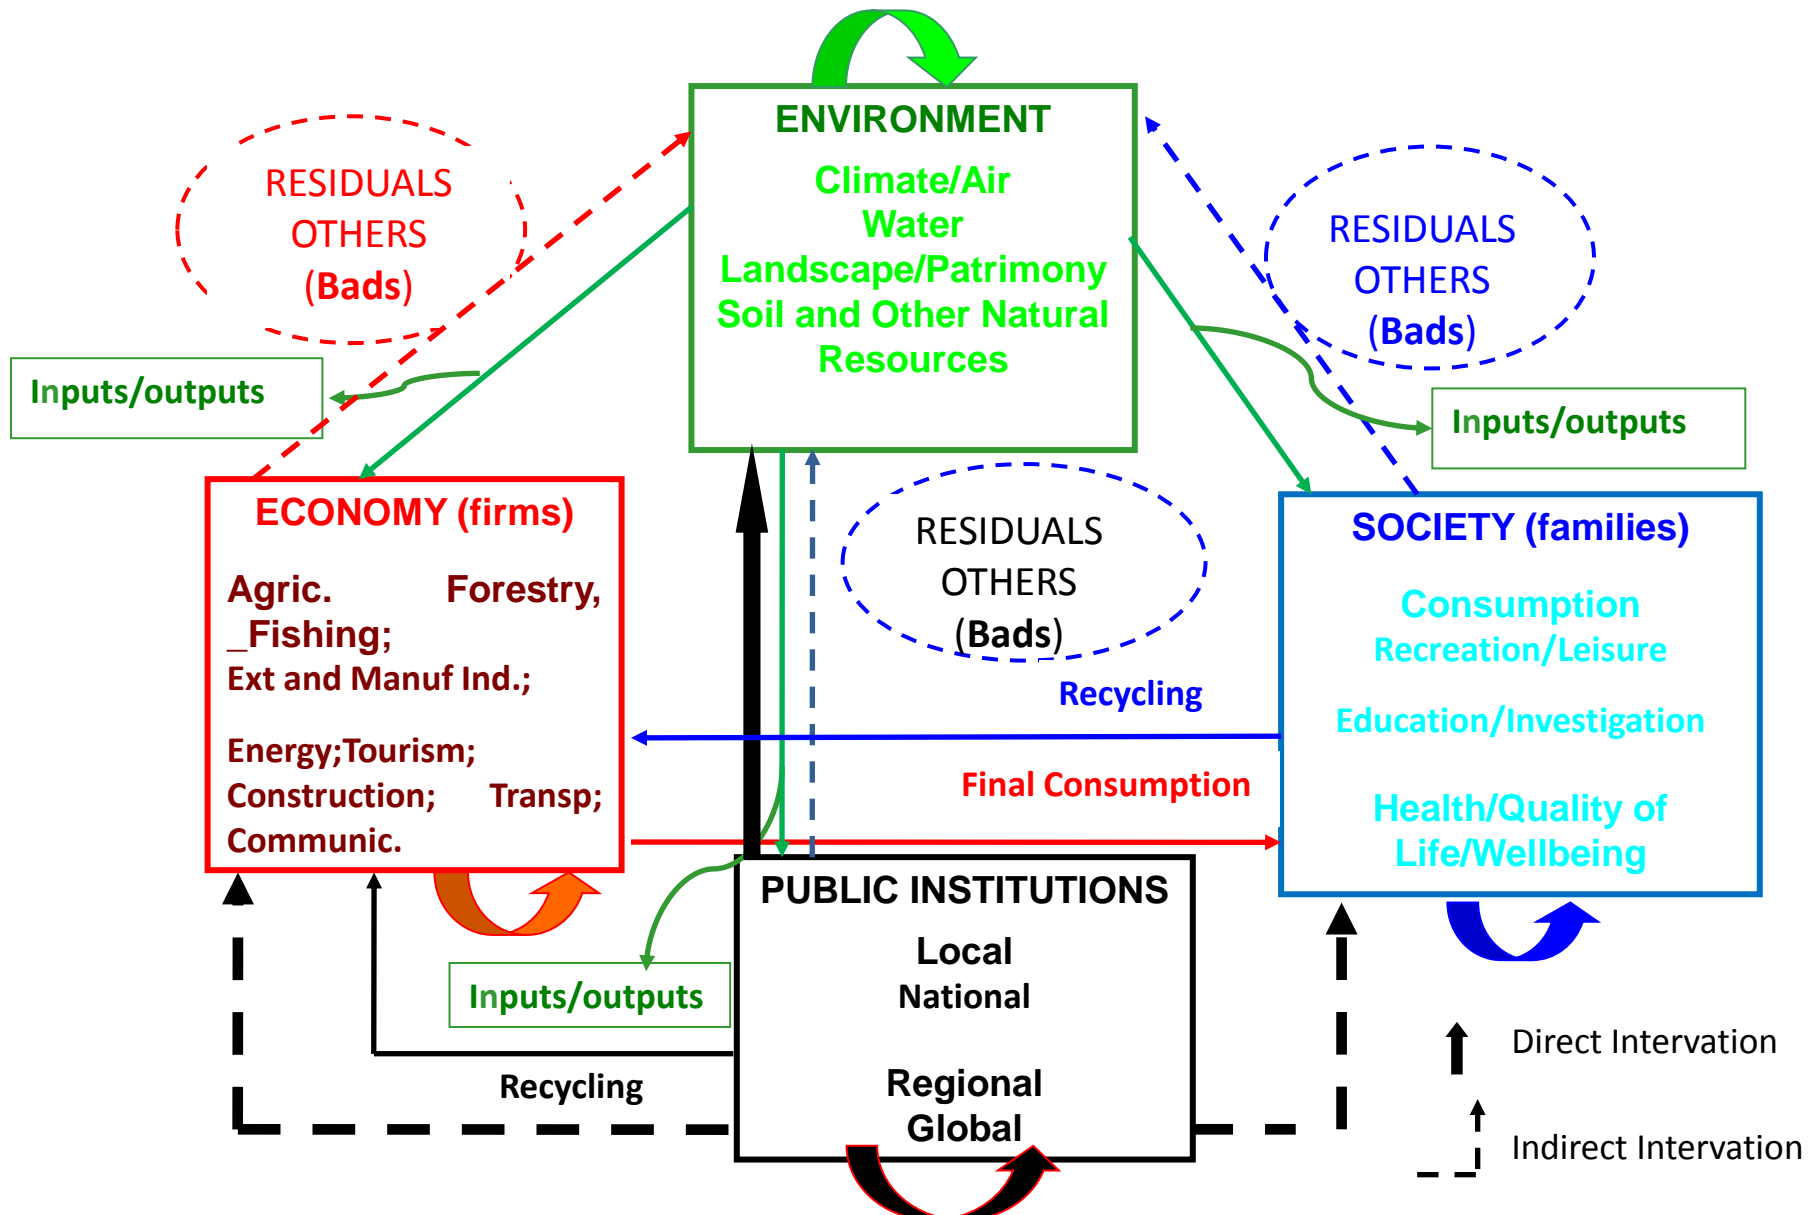 ENVIRONMENT
Climate/Air
Water
Landscape/Patrimony
Soil and Other Natural
Resources
RESIDUALS
OTHERS
(Bads)
RESIDUALS
OTHERS
(Bads)
Inputs/outputs
Inputs/outputs
ECONOMY (firms)
Agric. Forestry,
_Fishing;
Ext and Manuf Ind.;
Energy;Tourism;
Construction; Transp;
Communic.
RESIDUALS
OTHERS
(Bads)
SOCIETY (families)
Consumption
Recreation/Leisure
Education/Investigation
Health/Quality of
Life/Wellbeing
Recycling
Final Consumption
PUBLIC INSTITUTIONS
Local
National
Regional
Global
Inputs/outputs
Recycling
Direct Intervation
Indirect Intervation